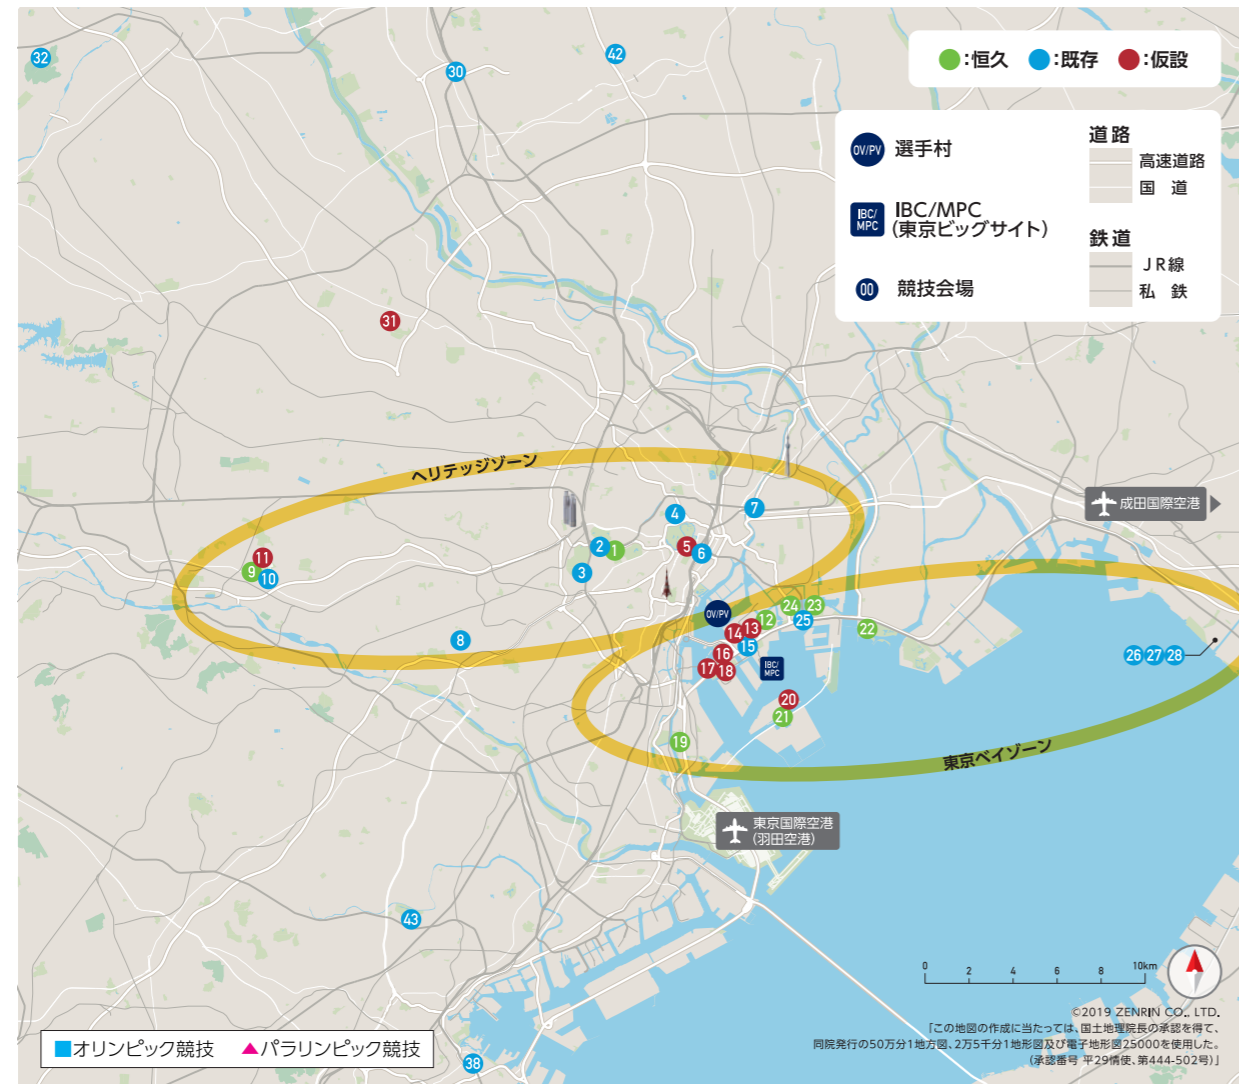 32
42
30
:恒久 :既存 :仮設
OV/PV 選手村
IBC/MPC
IBC/MPC
(東京ビッグサイト)
00 競技会場
道路
高速道路
国 道
鉄道
JR線
私 鉄
31
ヘリテッジゾーン
成田国際空港
4
7
2
1
5
6
3
11
9
10
OV/PV
24
23
25
12
22
13
14
15
8
16
17
18
IBC/MPC
26
27
28
20
21
19
東京ベイゾーン
東京国際空港
(羽田空港)
43
38
0 2 4 6 8 10km
©2019 ZENRIN CO., LTD.
「この地図の作成に当たっては、国土地理院長の承認を得て、
同院発行の50万分1地方図、2万5千分1地形図及び電子地形図25000を使用した。
(承認番号 平29情使、第444-502号)」
オリンピック競技 パラリンピック競技